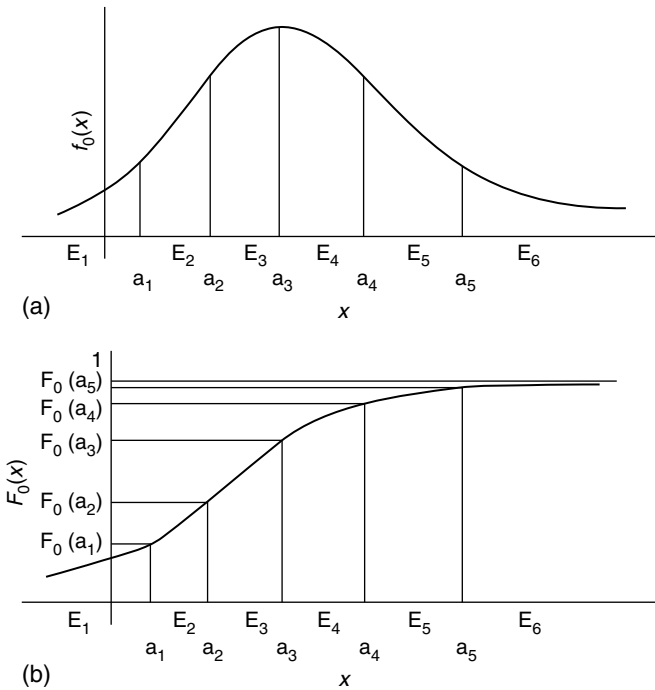 f₀(x)
E₁ E₂ E₃ E₄ E₅ E₆
a₁ a₂ a₃ a₄ a₅
(a)
x
1
F₀ (a₅)
F₀ (a₄)
F₀ (a₃)
F₀(x)
F₀ (a₂)
F₀ (a₁)
E₁ E₂ E₃ E₄ E₅ E₆
a₁ a₂ a₃ a₄ a₅
(b)
x